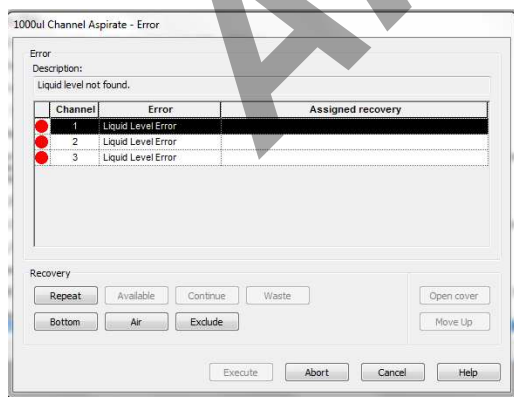 1000ul Channel Aspirate - Error
Error
Description:
Liquid level not found.
Channel Error Assigned recovery
1 Liquid Level Error
2 Liquid Level Error
3 Liquid Level Error
Recovery
Repeat Available Continue Waste Open cover
Bottom Air Exclude Move Up
Execute Abort Cancel Help